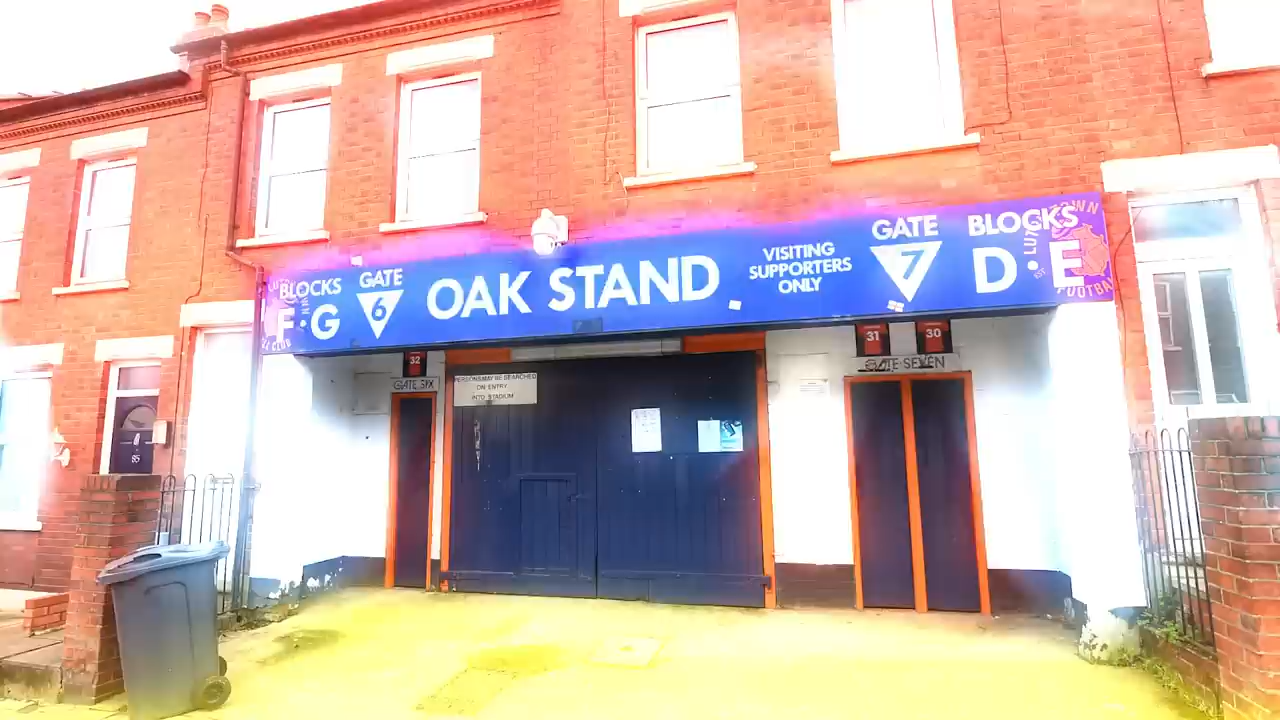 BLOCKS
F·G
GATE
6
OAK STAND
VISITING
SUPPORTERS
ONLY
GATE
7
BLOCKS
D·E
32
GATE SIX
PERSONS MAY BE SEARCHED
ON ENTRY
INTO STADIUM
31
30
GATE SEVEN
85